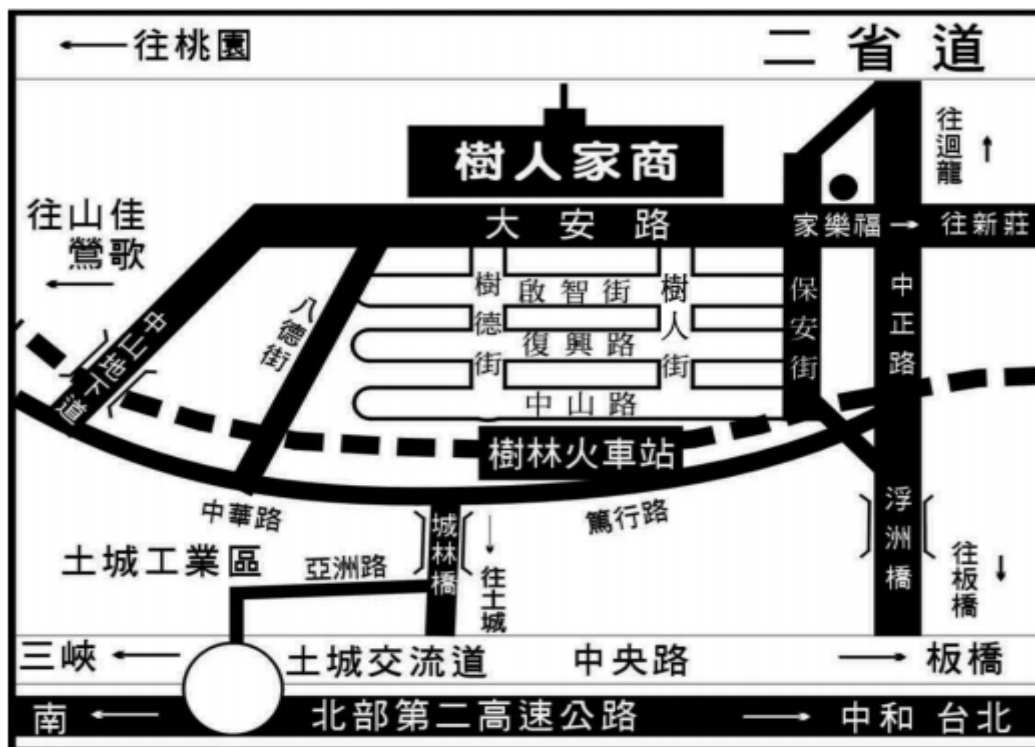 往桃園
二省道
往迴龍
樹人家商
往山佳
鶯歌
大安路
家樂福
往新莊
中山地下道
八德街
樹德街
啟智街
樹人街
復興路
中山路
保安街
中正路
樹林火車站
中華路
篤行路
城林橋
往土城
浮洲橋
往板橋
土城工業區
亞洲路
三峽
土城交流道
中央路
板橋
南
北部第二高速公路
中和 台北